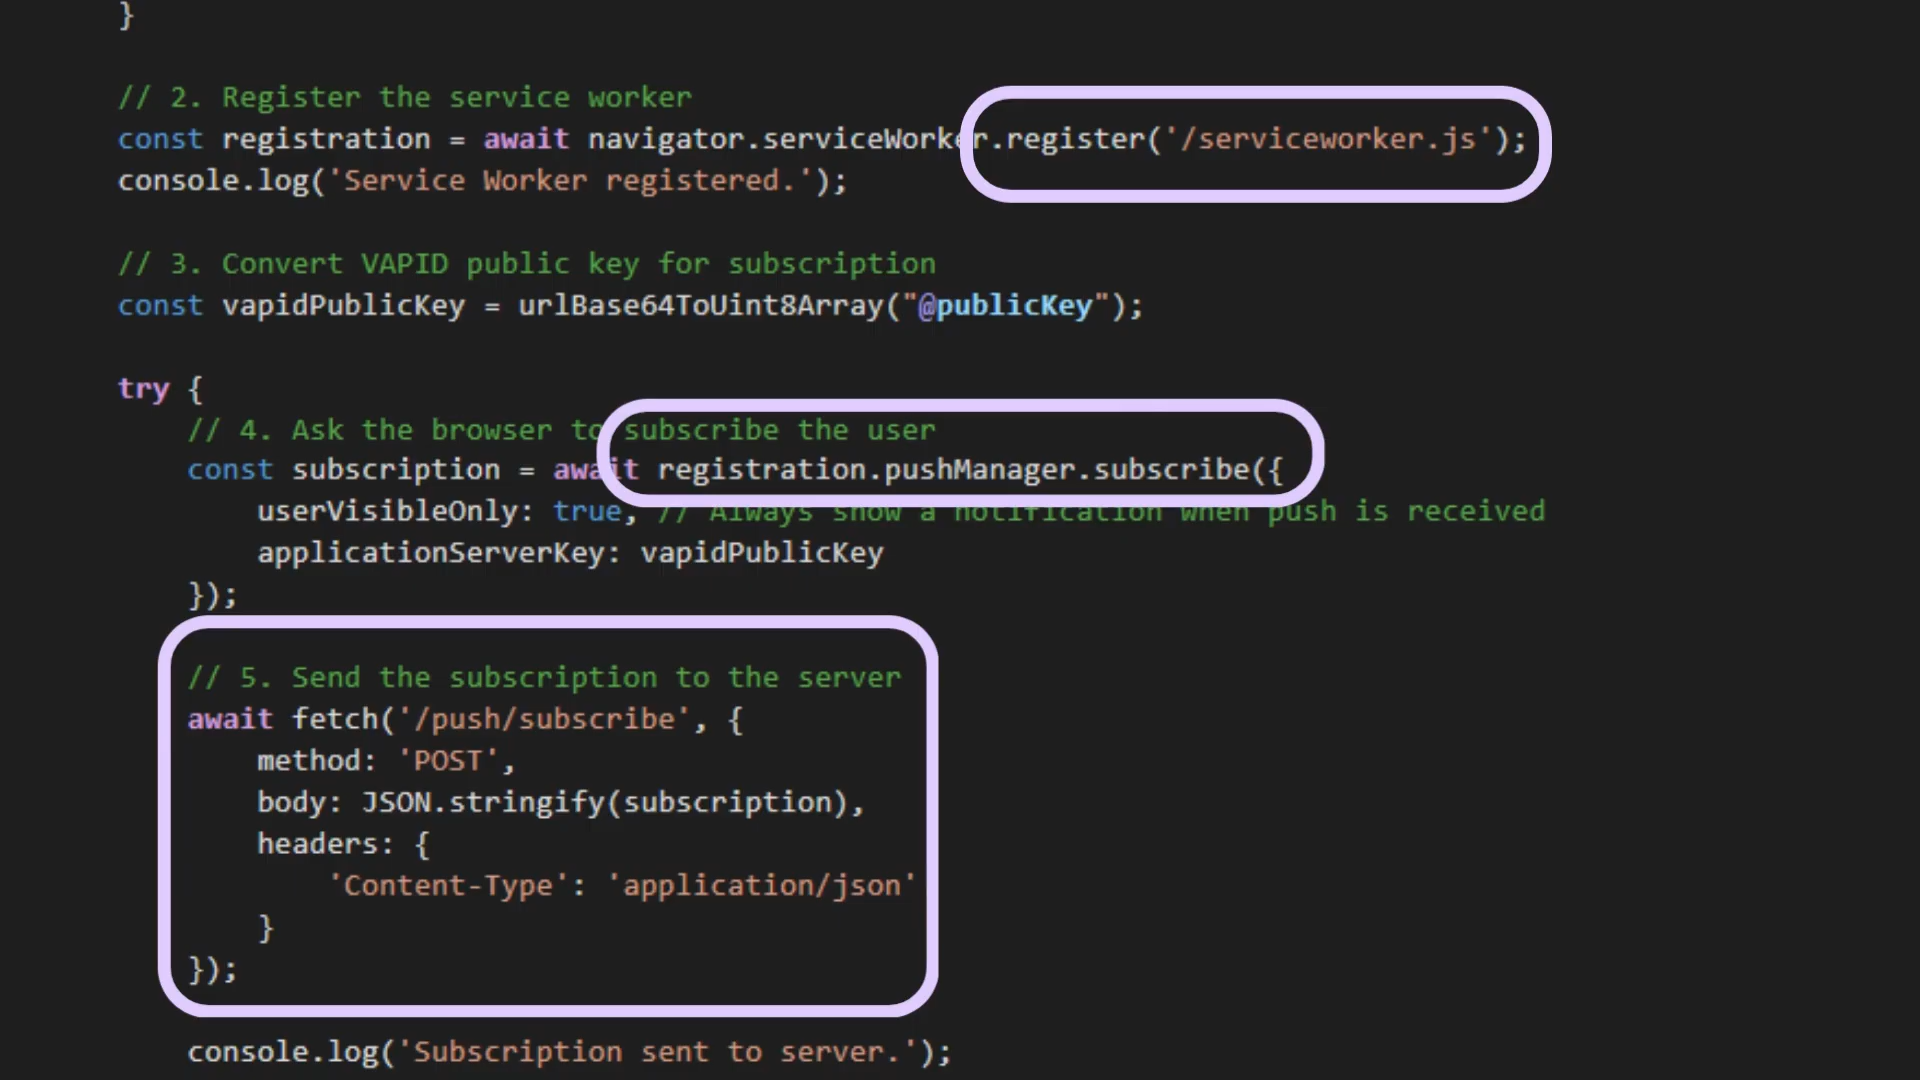 }
// 2. Register the service worker
const registration = await navigator.serviceWorker.register('/serviceworker.js');
console.log('Service Worker registered.');
// 3. Convert VAPID public key for subscription
const vapidPublicKey = urlBase64ToUint8Array("@publicKey");
try {
// 4. Ask the browser to subscribe the user
const subscription = await registration.pushManager.subscribe({
userVisibleOnly: true, // Always show a notification when push is received
applicationServerKey: vapidPublicKey
});
// 5. Send the subscription to the server
await fetch('/push/subscribe', {
method: 'POST',
body: JSON.stringify(subscription),
headers: {
'Content-Type': 'application/json'
}
});
console.log('Subscription sent to server.');